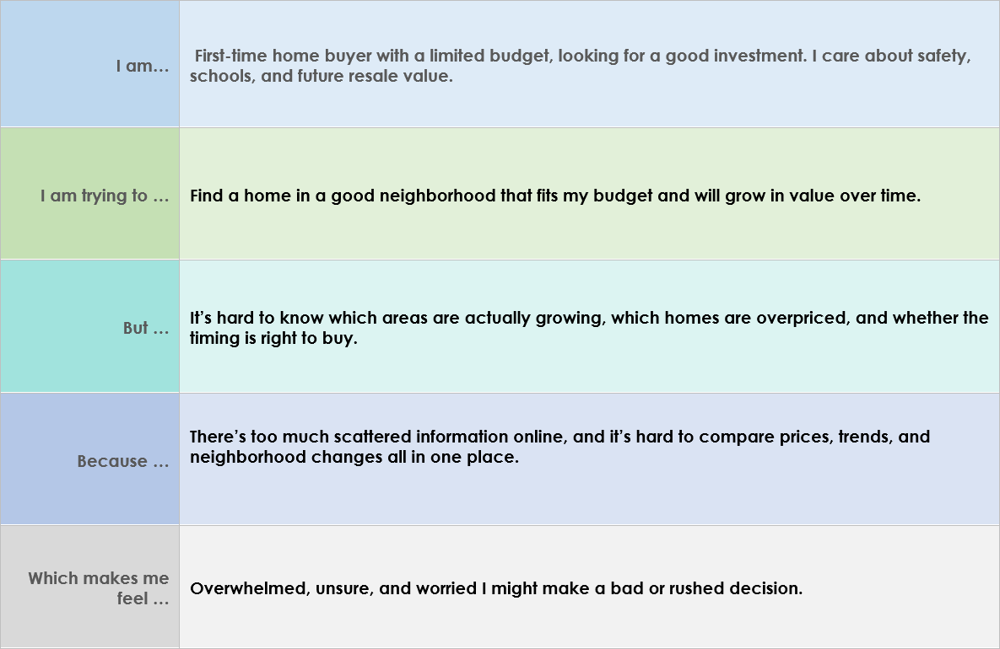 I am…
First-time home buyer with a limited budget, looking for a good investment. I care about safety,
schools, and future resale value.
I am trying to …
Find a home in a good neighborhood that fits my budget and will grow in value over time.
But …
It’s hard to know which areas are actually growing, which homes are overpriced, and whether the
timing is right to buy.
Because …
There’s too much scattered information online, and it’s hard to compare prices, trends, and
neighborhood changes all in one place.
Which makes me
feel …
Overwhelmed, unsure, and worried I might make a bad or rushed decision.